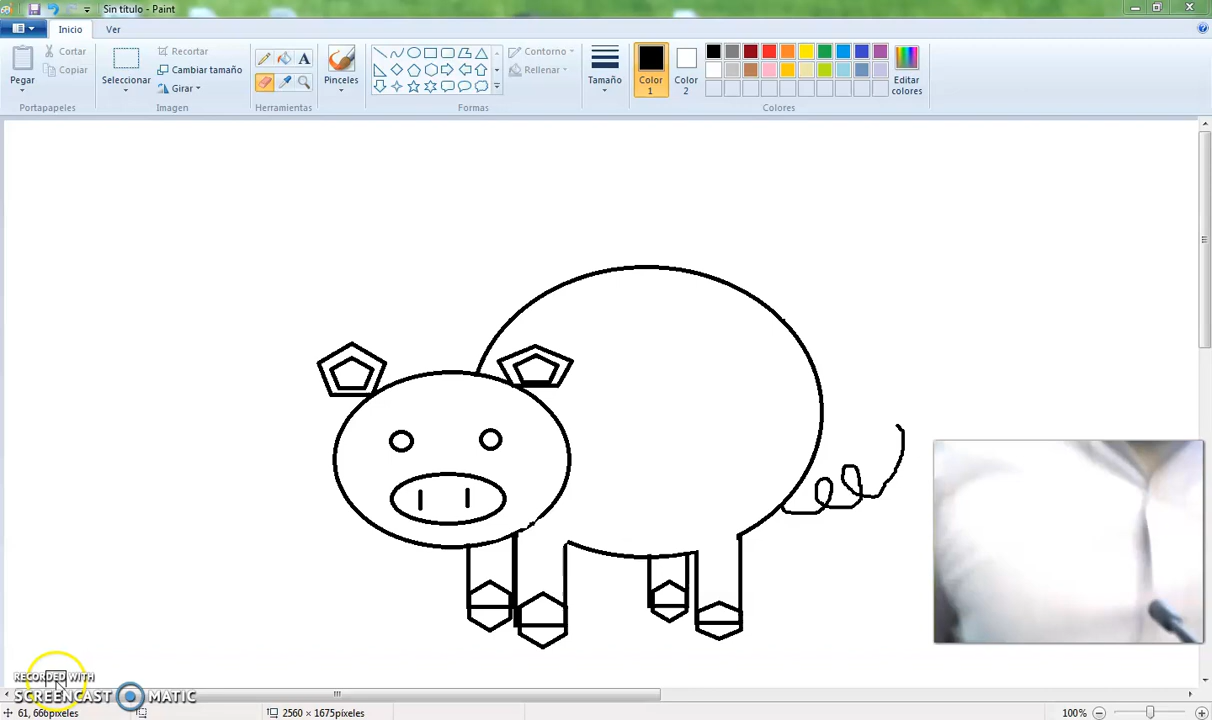 Sin título - Paint
Inicio
Ver
Pegar
Cortar
Copiar
Portapapeles
Seleccionar
Recortar
Cambiar tamaño
Girar
Imagen
A
Herramientas
Pinceles
Contorno
Rellenar
Formas
Tamaño
Color
1
Color
2
Editar
colores
Colores
RECORDED WITH
SCREENCAST MATIC
61, 666píxeles
2560 × 1675píxeles
100%